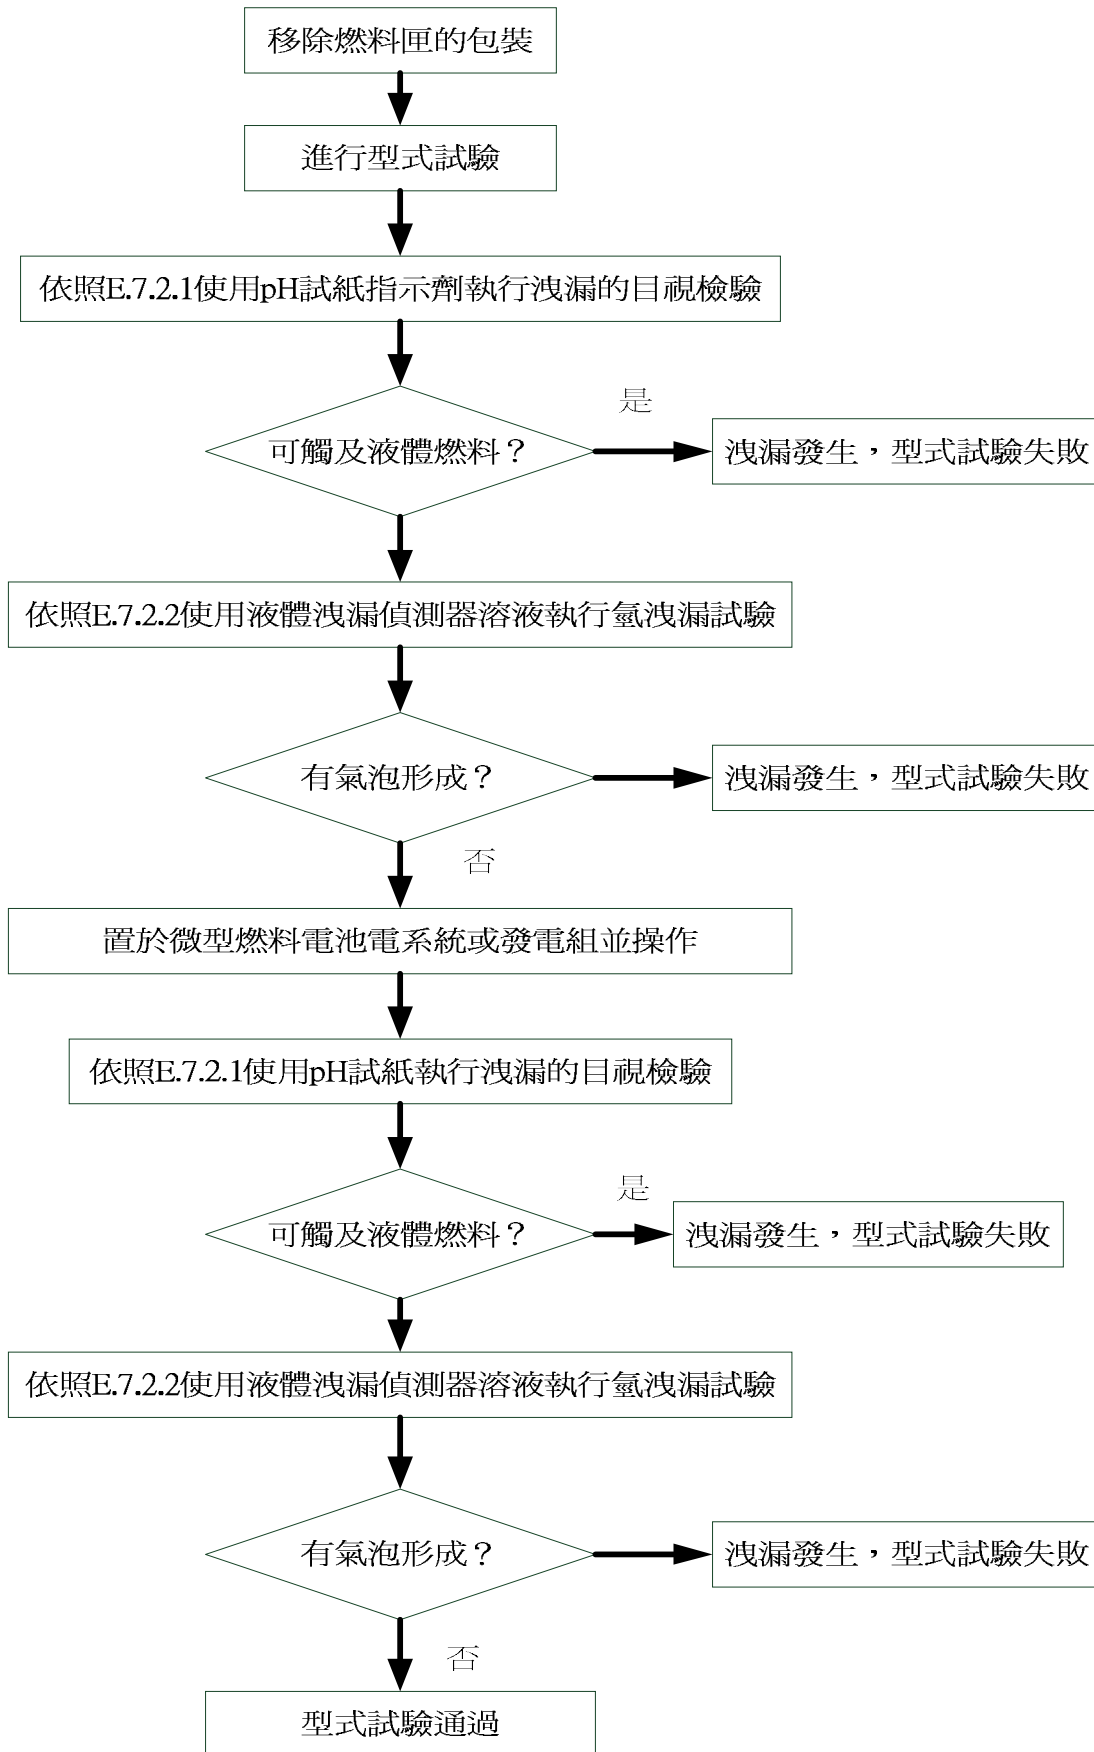 移除燃料匣的包裝
進行型式試驗
依照E.7.2.1使用pH試紙指示劑執行洩漏的目視檢驗
可觸及液體燃料？
是
洩漏發生，型式試驗失敗
依照E.7.2.2使用液體洩漏偵測器溶液執行氫洩漏試驗
有氣泡形成？
洩漏發生，型式試驗失敗
否
置於微型燃料電池電系統或發電組並操作
依照E.7.2.1使用pH試紙執行洩漏的目視檢驗
可觸及液體燃料？
是
洩漏發生，型式試驗失敗
依照E.7.2.2使用液體洩漏偵測器溶液執行氫洩漏試驗
有氣泡形成？
洩漏發生，型式試驗失敗
否
型式試驗通過